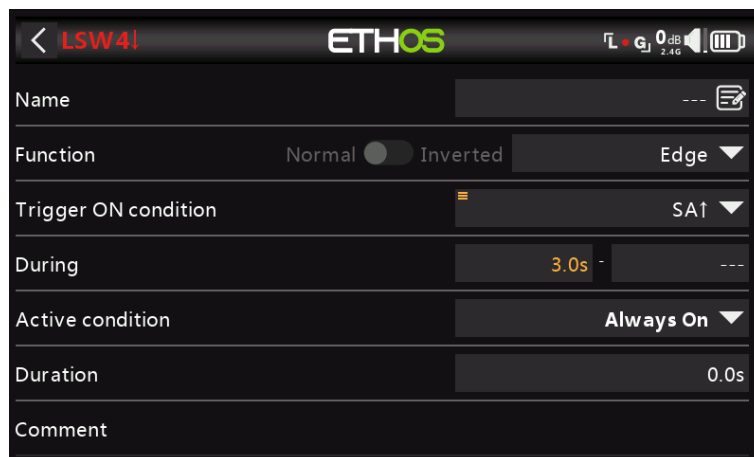 LSW4↓ ETHOS L G 0dB 2.4G
Name ---
Function Normal Inverted Edge
Trigger ON condition SA↑
During 3.0s - ---
Active condition Always On
Duration 0.0s
Comment